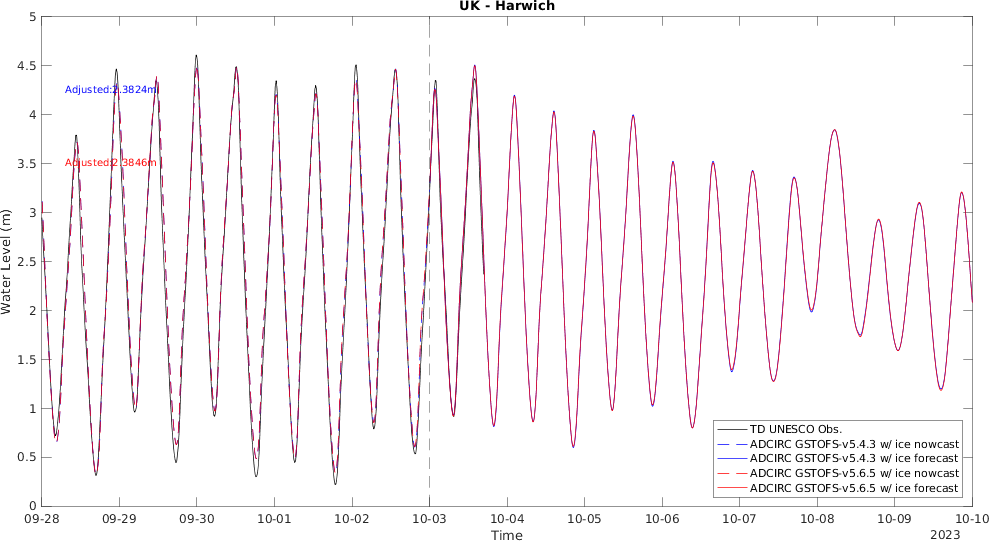 UK - Harwich
5
4.5
4
3.5
3
2.5
2
1.5
1
0.5
0
Water Level (m)
Adjusted:2.3824m
Adjusted:2.3846m
TD UNESCO Obs.
ADCIRC GSTOFS-v5.4.3 w/ ice nowcast
ADCIRC GSTOFS-v5.4.3 w/ ice forecast
ADCIRC GSTOFS-v5.6.5 w/ ice nowcast
ADCIRC GSTOFS-v5.6.5 w/ ice forecast
09-28 09-29 09-30 10-01 10-02 10-03 10-04 10-05 10-06 10-07 10-08 10-09 10-10
Time
2023